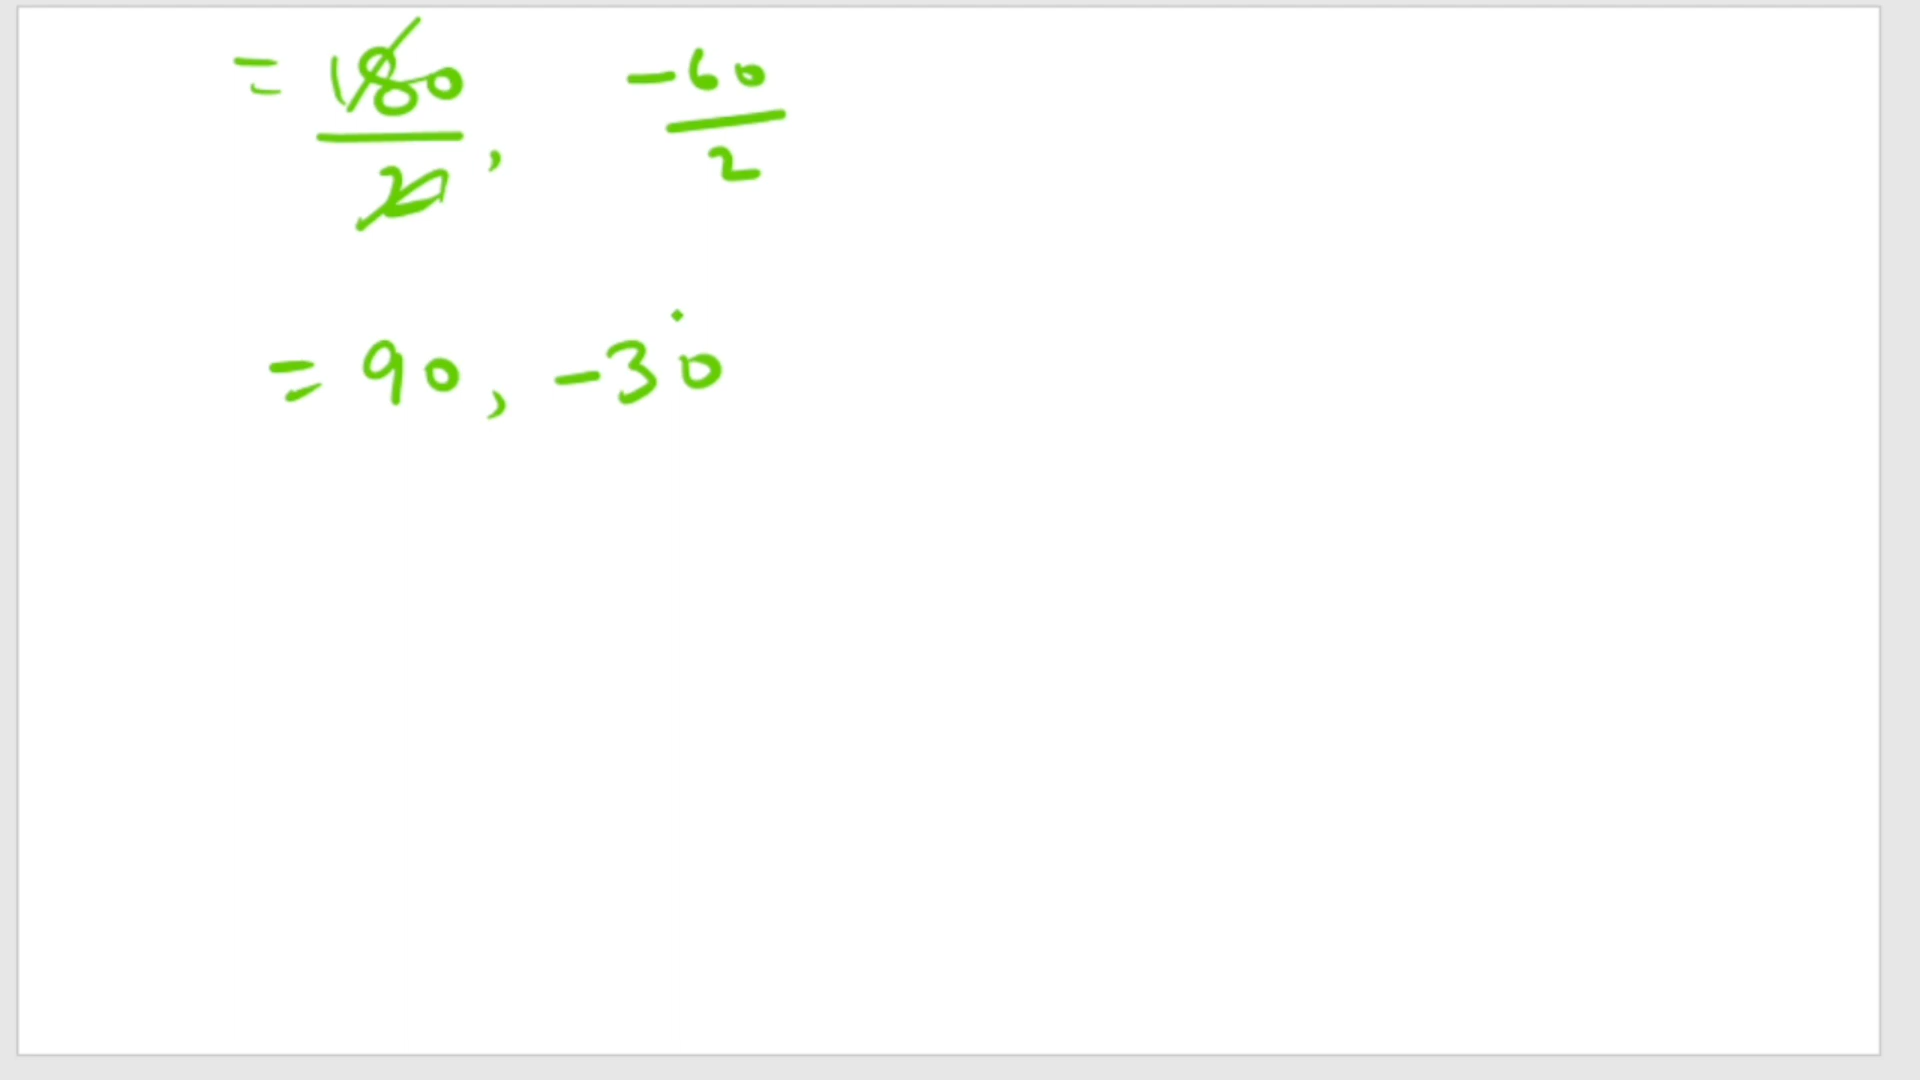 = 180/2, -60/2
= 90, -30